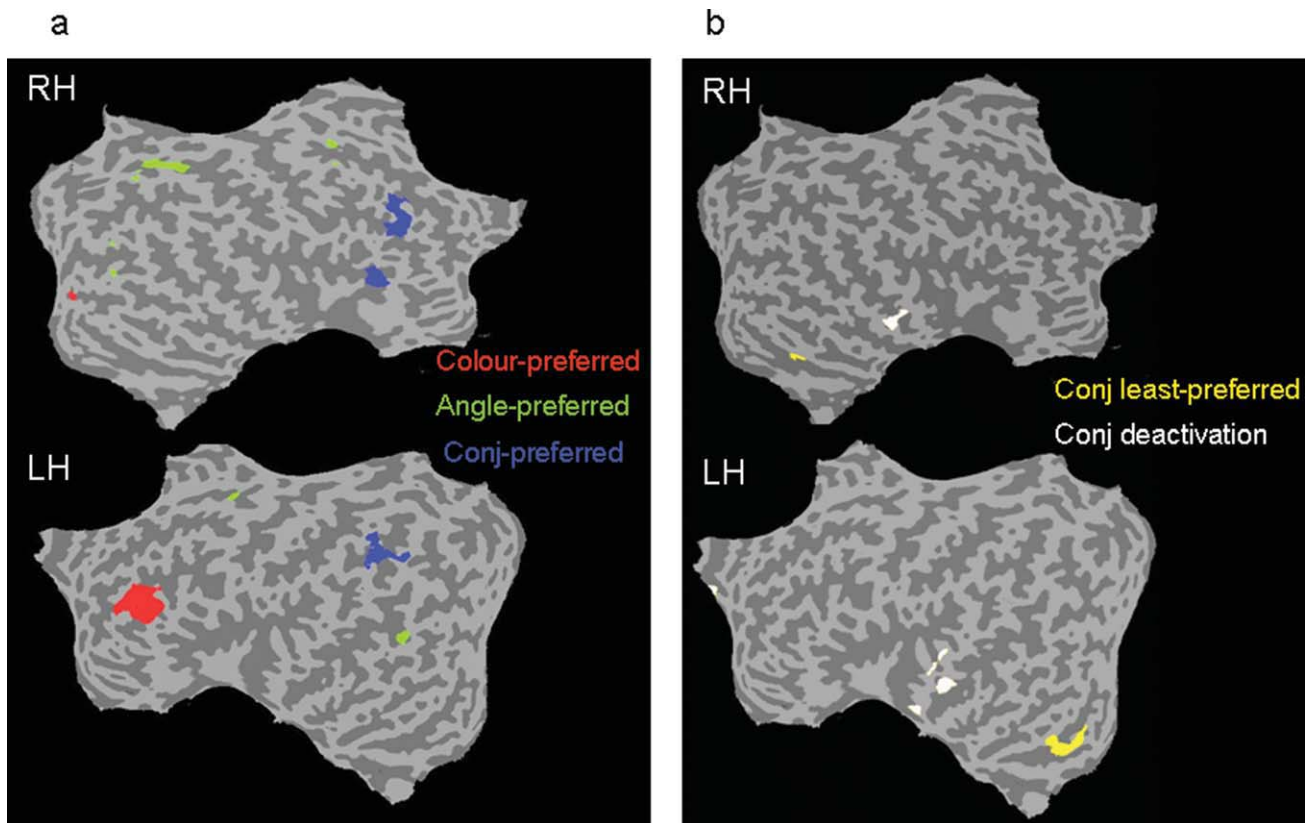 a
b
RH
RH
Colour-preferred
Angle-preferred
Conj-preferred
Conj least-preferred
Conj deactivation
LH
LH